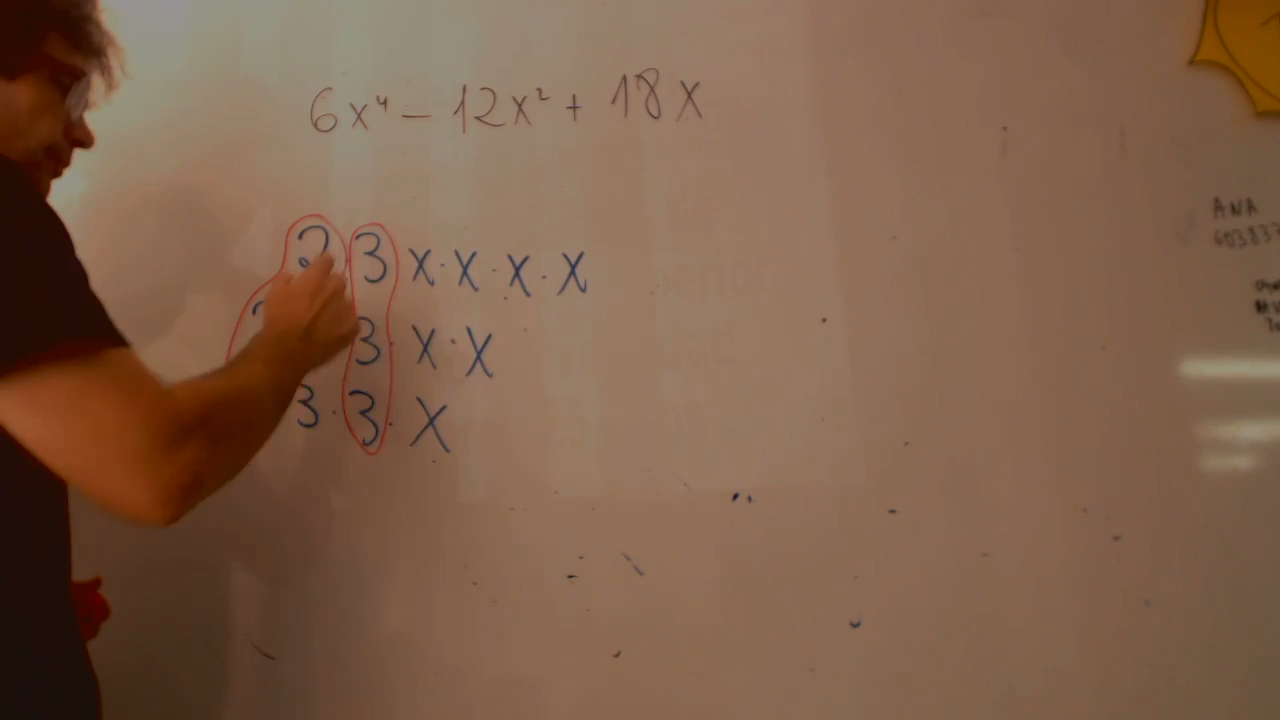 6x⁴ - 12x² + 18x
2 3 x·x·x·x
3 · x·x
3·3·x
ANA